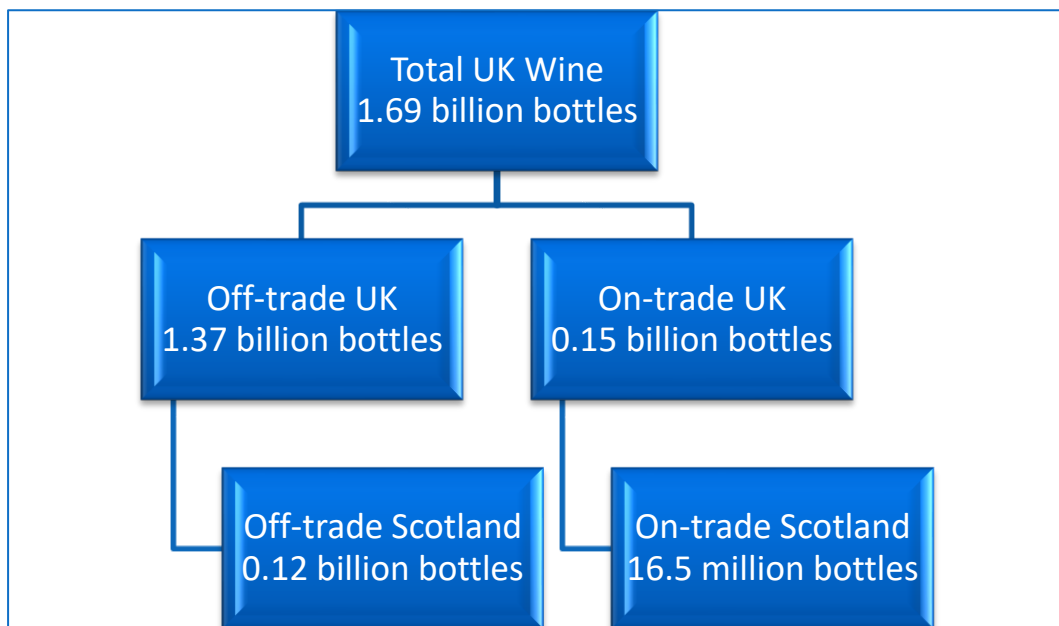 Total UK Wine
1.69 billion bottles
Off-trade UK
1.37 billion bottles
On-trade UK
0.15 billion bottles
Off-trade Scotland
0.12 billion bottles
On-trade Scotland
16.5 million bottles